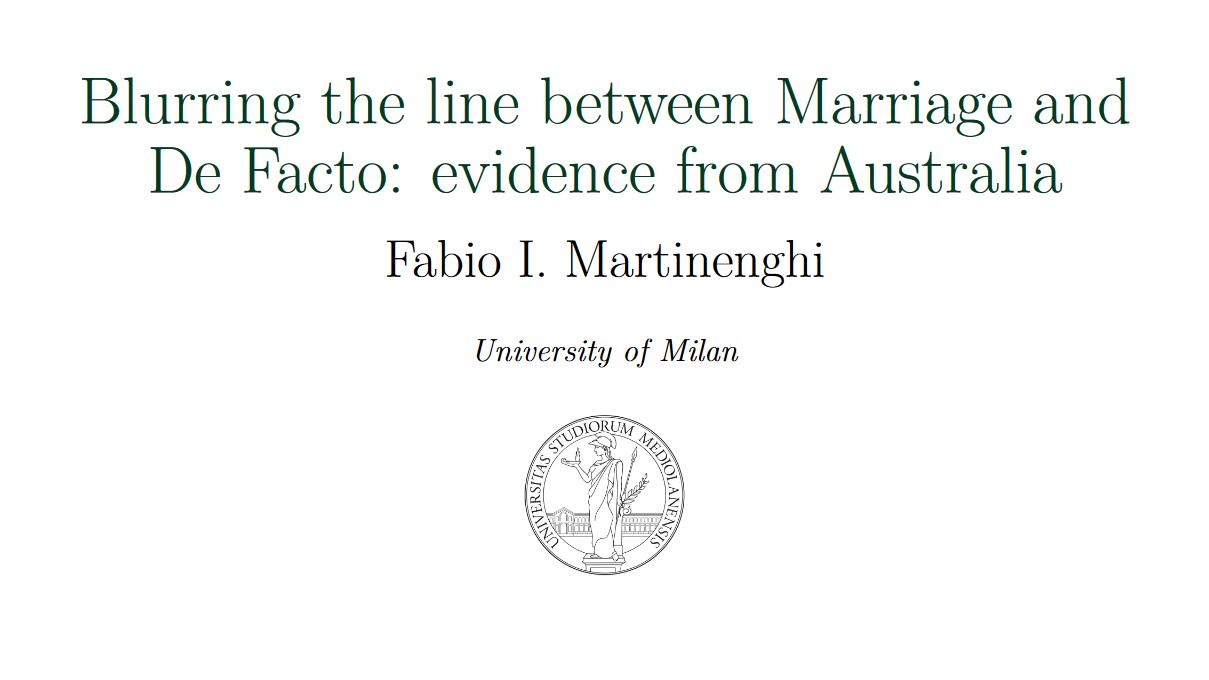 Blurring the line between Marriage and
De Facto: evidence from Australia
Fabio I. Martinenghi
University of Milan
UNIVERSITAS STUDIORUM MEDIOLANENSIS